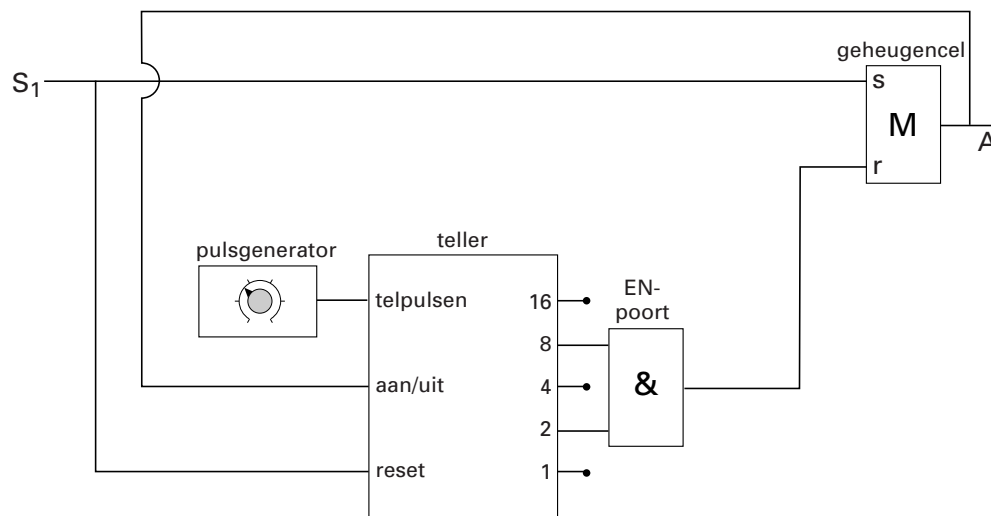 geheugencel
S1
s
M
A
r
teller
pulsgenerator
telpulsen
16
EN-
poort
8
aan/uit
4
&
2
reset
1